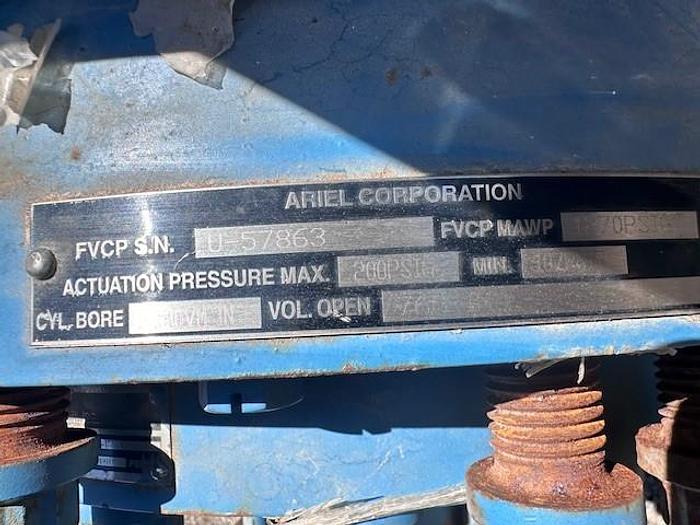 ARIEL CORPORATION
FVCP S.N. U-57863 FVCP MAWP
ACTUATION PRESSURE MAX. 200PSIG MIN.
CYL. BORE VOL. OPEN